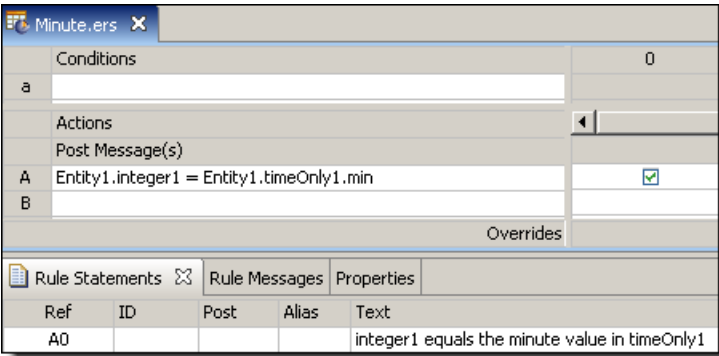 Minute.ers
Conditions 0
a
Actions
Post Message(s)
A Entity1.integer1 = Entity1.timeOnly1.min
B
Overrides
Rule Statements Rule Messages Properties
Ref ID Post Alias Text
A0 integer1 equals the minute value in timeOnly1